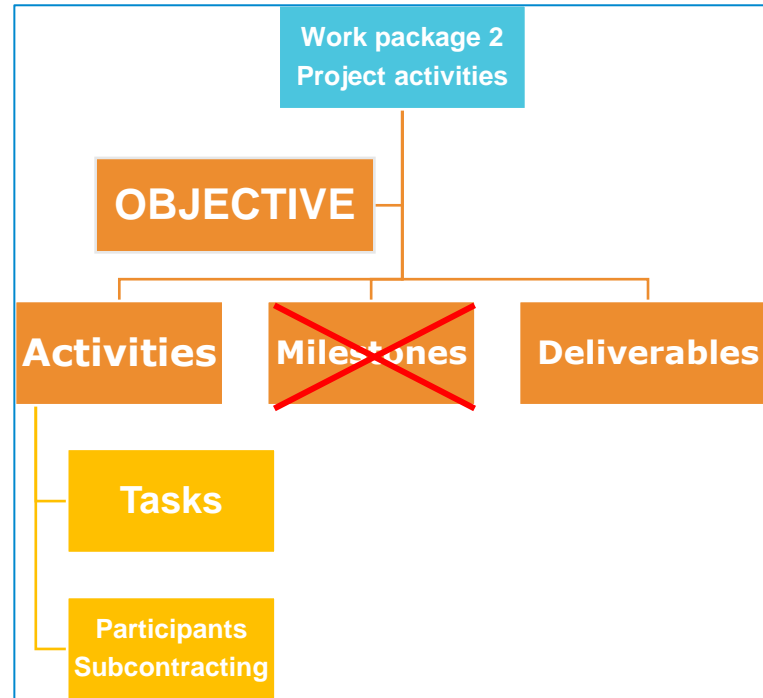 Work package 2
Project activities
OBJECTIVE
Activities
Milestones
Deliverables
Tasks
Participants
Subcontracting